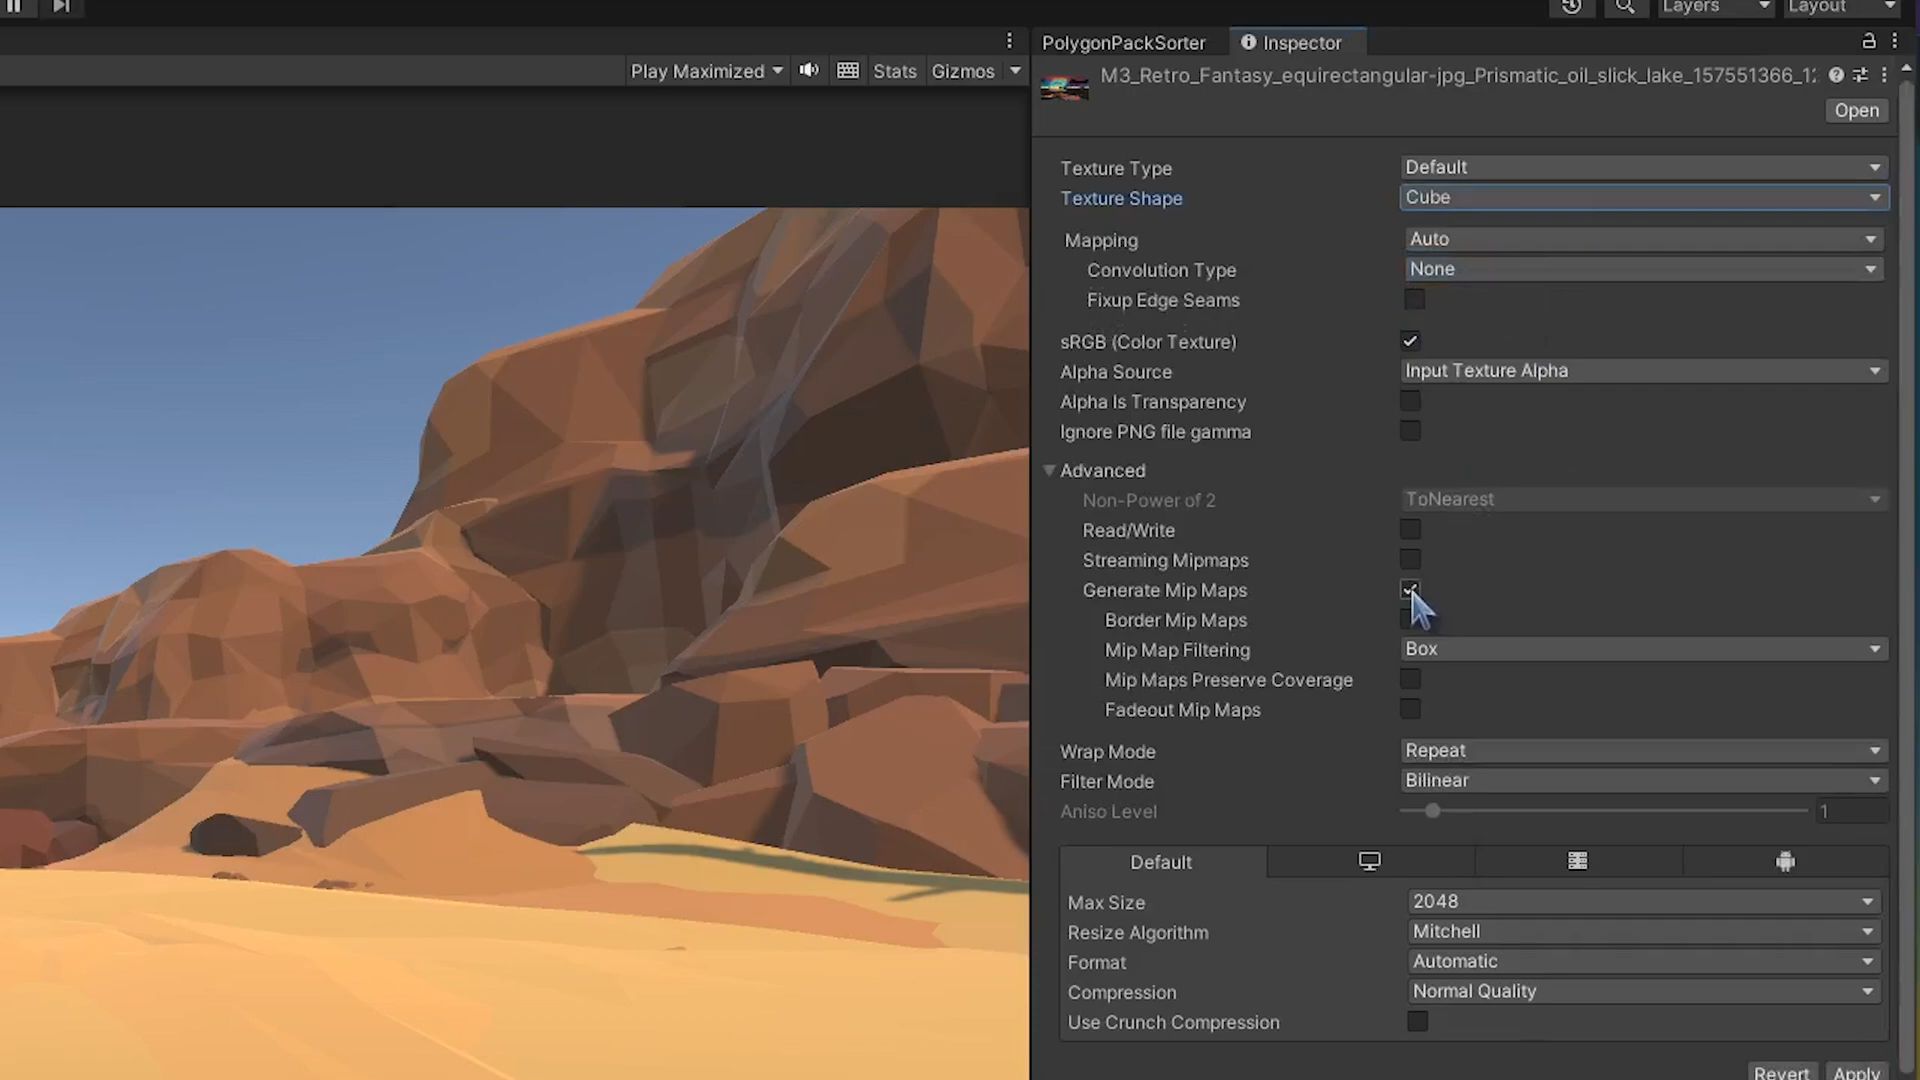 Layers
Layout
PolygonPackSorter
Inspector
Play Maximized
Stats
Gizmos
M3_Retro_Fantasy_equirectangular-jpg_Prismatic_oil_slick_lake_157551366_12
Open
Texture Type
Default
Texture Shape
Cube
Mapping
Auto
Convolution Type
None
Fixup Edge Seams
sRGB (Color Texture)
Alpha Source
Input Texture Alpha
Alpha Is Transparency
Ignore PNG file gamma
Advanced
Non-Power of 2
ToNearest
Read/Write
Streaming Mipmaps
Generate Mip Maps
Border Mip Maps
Mip Map Filtering
Box
Mip Maps Preserve Coverage
Fadeout Mip Maps
Wrap Mode
Repeat
Filter Mode
Bilinear
Aniso Level
1
Default
Max Size
2048
Resize Algorithm
Mitchell
Format
Automatic
Compression
Normal Quality
Use Crunch Compression
Revert
Apply